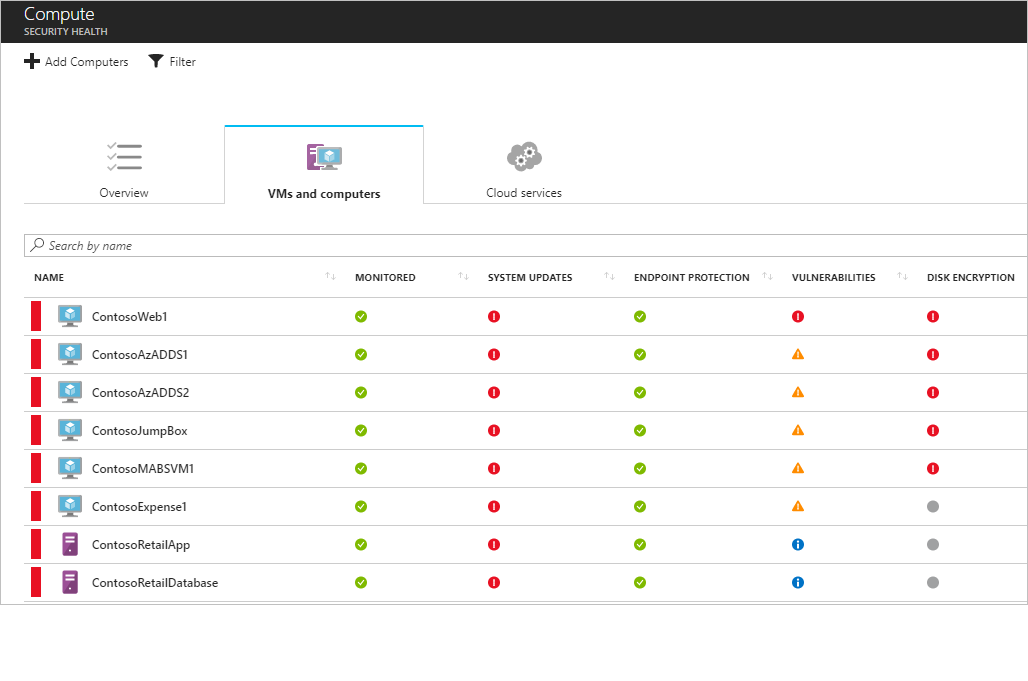 Compute
SECURITY HEALTH
Add Computers Filter
Overview VMs and computers Cloud services
Search by name
NAME MONITORED SYSTEM UPDATES ENDPOINT PROTECTION VULNERABILITIES DISK ENCRYPTION
ContosoWeb1
ContosoAzADDS1
ContosoAzADDS2
ContosoJumpBox
ContosoMABSVM1
ContosoExpense1
ContosoRetailApp
ContosoRetailDatabase